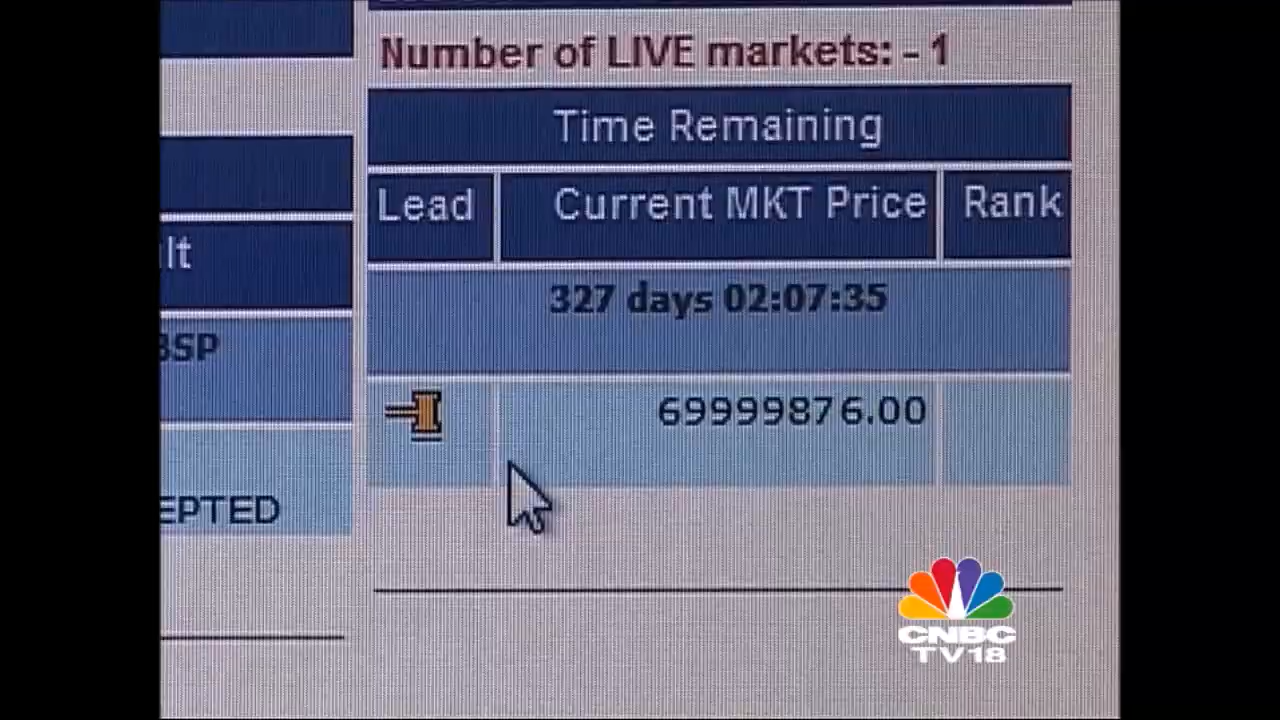 Number of LIVE markets: - 1
Time Remaining
Lead Current MKT Price Rank
lt
327 days 02:07:35
BSP
69999876.00
EPTED
CNBC
TV18